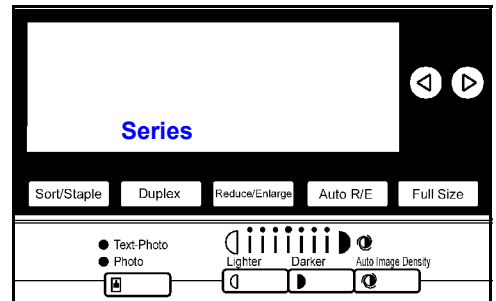 Series
Sort/Staple Duplex Reduce/Enlarge Auto R/E Full Size
Text-Photo
Photo
Lighter Darker Auto Image Density